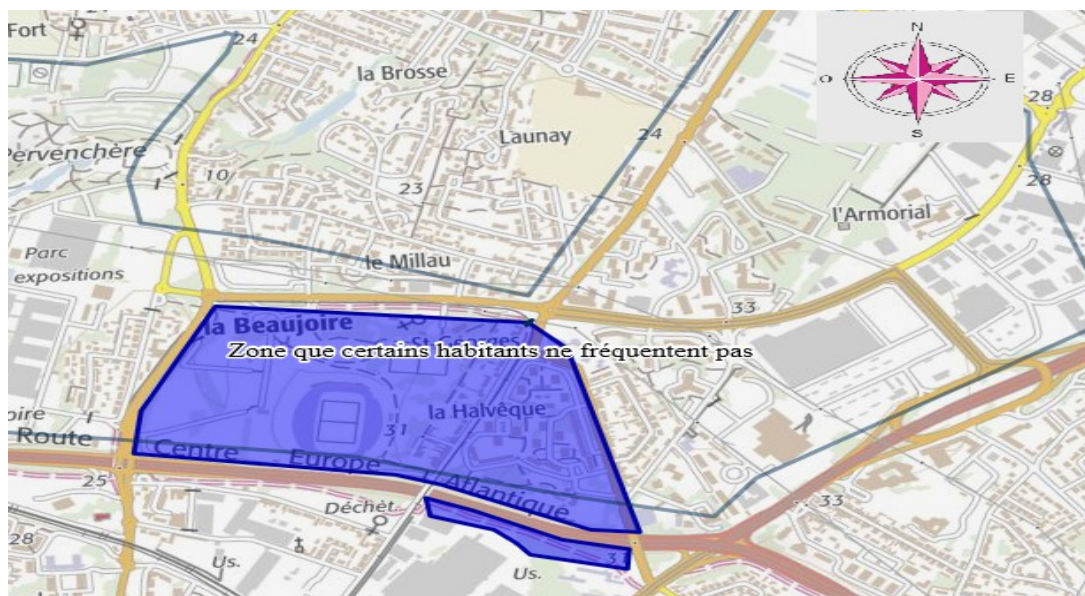 Fort
24
24
N
la Brosse
O
E
S
28
Launay
24
Pervenchère
10
23
28
l'Armorial
Parc
expositions
le Millau
33
la Beaujoire
Zone que certains habitants ne fréquentent pas
la Halvêque
31
Route
Centre
Europe
Atlantique
25
Déchèt.
33
28
Us.
Us.